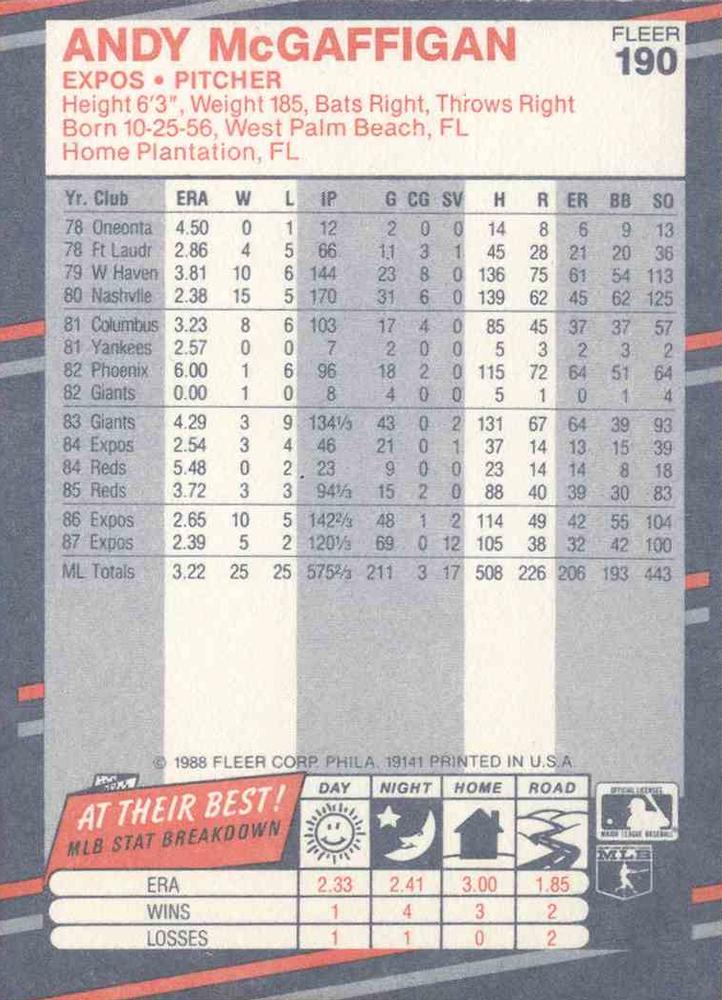 ANDY McGAFFIGAN
FLEER
190
EXPOS • PITCHER
Height 6'3", Weight 185, Bats Right, Throws Right
Born 10-25-56, West Palm Beach, FL
Home Plantation, FL
Yr. Club ERA W L IP G CG SV H R ER BB SO
78 Oneonta 4.50 0 1 12 2 0 0 14 8 6 9 13
78 Ft Laudr 2.86 4 5 66 11 3 1 45 28 21 20 36
79 W Haven 3.81 10 6 144 23 8 0 136 75 61 54 113
80 Nashvlle 2.38 15 5 170 31 6 0 139 62 45 62 125
81 Columbus 3.23 8 6 103 17 4 0 85 45 37 37 57
81 Yankees 2.57 0 0 7 2 0 0 5 3 2 3 2
82 Phoenix 6.00 1 6 96 18 2 0 115 72 64 51 64
82 Giants 0.00 1 0 8 4 0 0 5 1 0 1 4
83 Giants 4.29 3 9 134⅓ 43 0 2 131 67 64 39 93
84 Expos 2.54 3 4 46 21 0 1 37 14 13 15 39
84 Reds 5.48 0 2 23 9 0 0 23 14 14 8 18
85 Reds 3.72 3 3 94⅓ 15 2 0 88 40 39 30 83
86 Expos 2.65 10 5 142⅔ 48 1 2 114 49 42 55 104
87 Expos 2.39 5 2 120⅓ 69 0 12 105 38 32 42 100
ML Totals 3.22 25 25 575⅔ 211 3 17 508 226 206 193 443
© 1988 FLEER CORP. PHILA. 19141 PRINTED IN U.S.A.
AT THEIR BEST!
MLB STAT BREAKDOWN
DAY NIGHT HOME ROAD
OFFICIAL LICENSEE
MAJOR LEAGUE BASEBALL
MLB
ERA 2.33 2.41 3.00 1.85
WINS 1 4 3 2
LOSSES 1 1 0 2